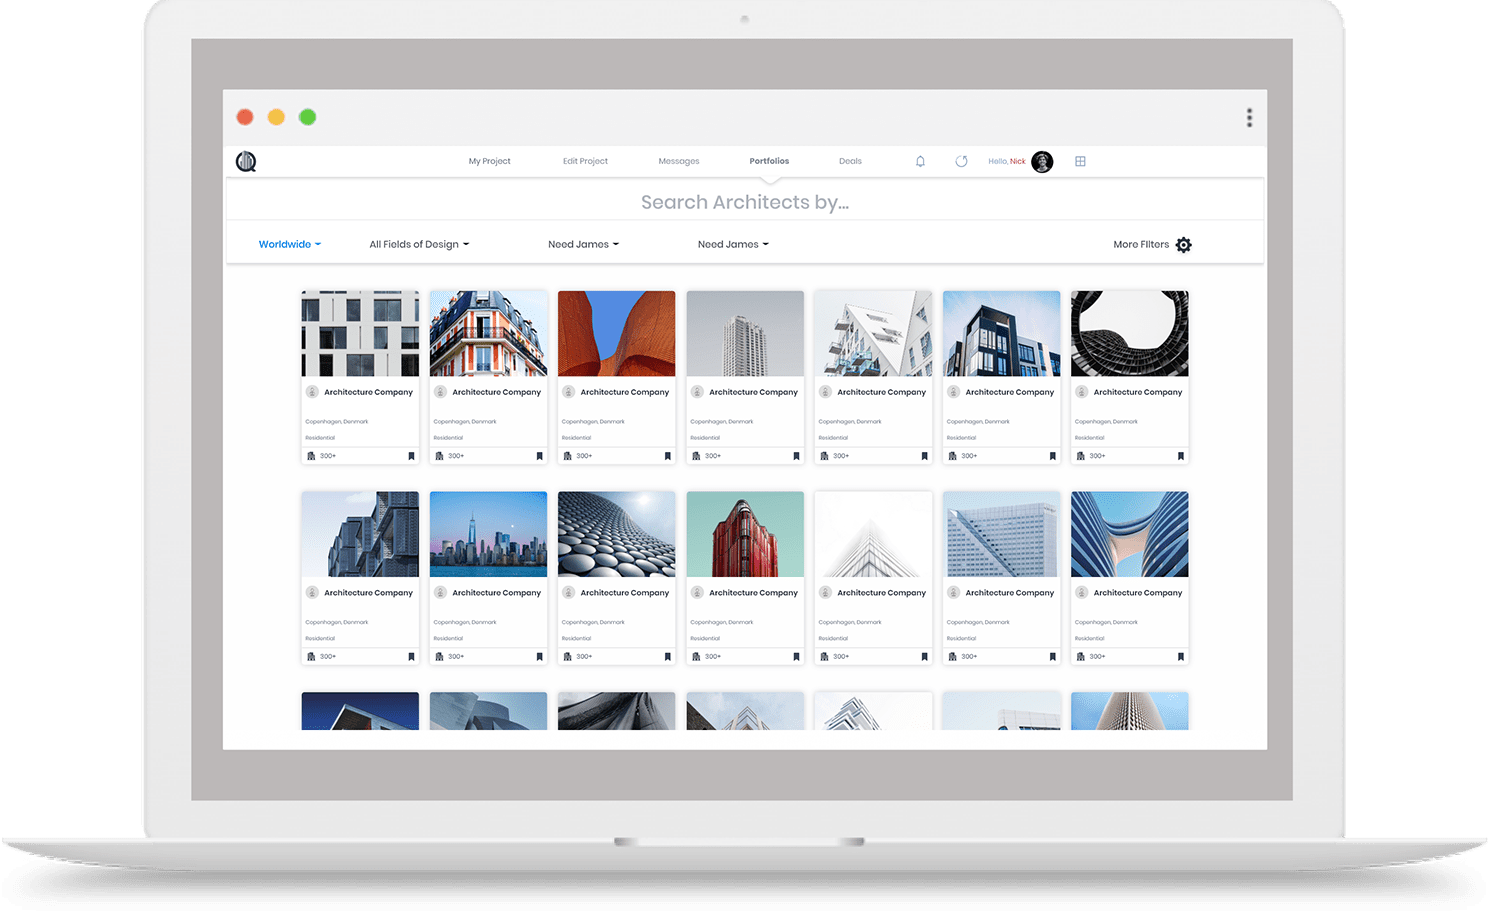 My Project Edit Project Messages Portfolios Deals Hello, Nick
Search Architects by...
Worldwide All Fields of Design Need James Need James More FIlters
Architecture Company Architecture Company Architecture Company Architecture Company Architecture Company Architecture Company Architecture Company
Copenhagen, Denmark Copenhagen, Denmark Copenhagen, Denmark Copenhagen, Denmark Copenhagen, Denmark Copenhagen, Denmark Copenhagen, Denmark
Residential Residential Residential Residential Residential Residential Residential
300+ 300+ 300+ 300+ 300+ 300+ 300+
Architecture Company Architecture Company Architecture Company Architecture Company Architecture Company Architecture Company Architecture Company
Copenhagen, Denmark Copenhagen, Denmark Copenhagen, Denmark Copenhagen, Denmark Copenhagen, Denmark Copenhagen, Denmark Copenhagen, Denmark
Residential Residential Residential Residential Residential Residential Residential
300+ 300+ 300+ 300+ 300+ 300+ 300+